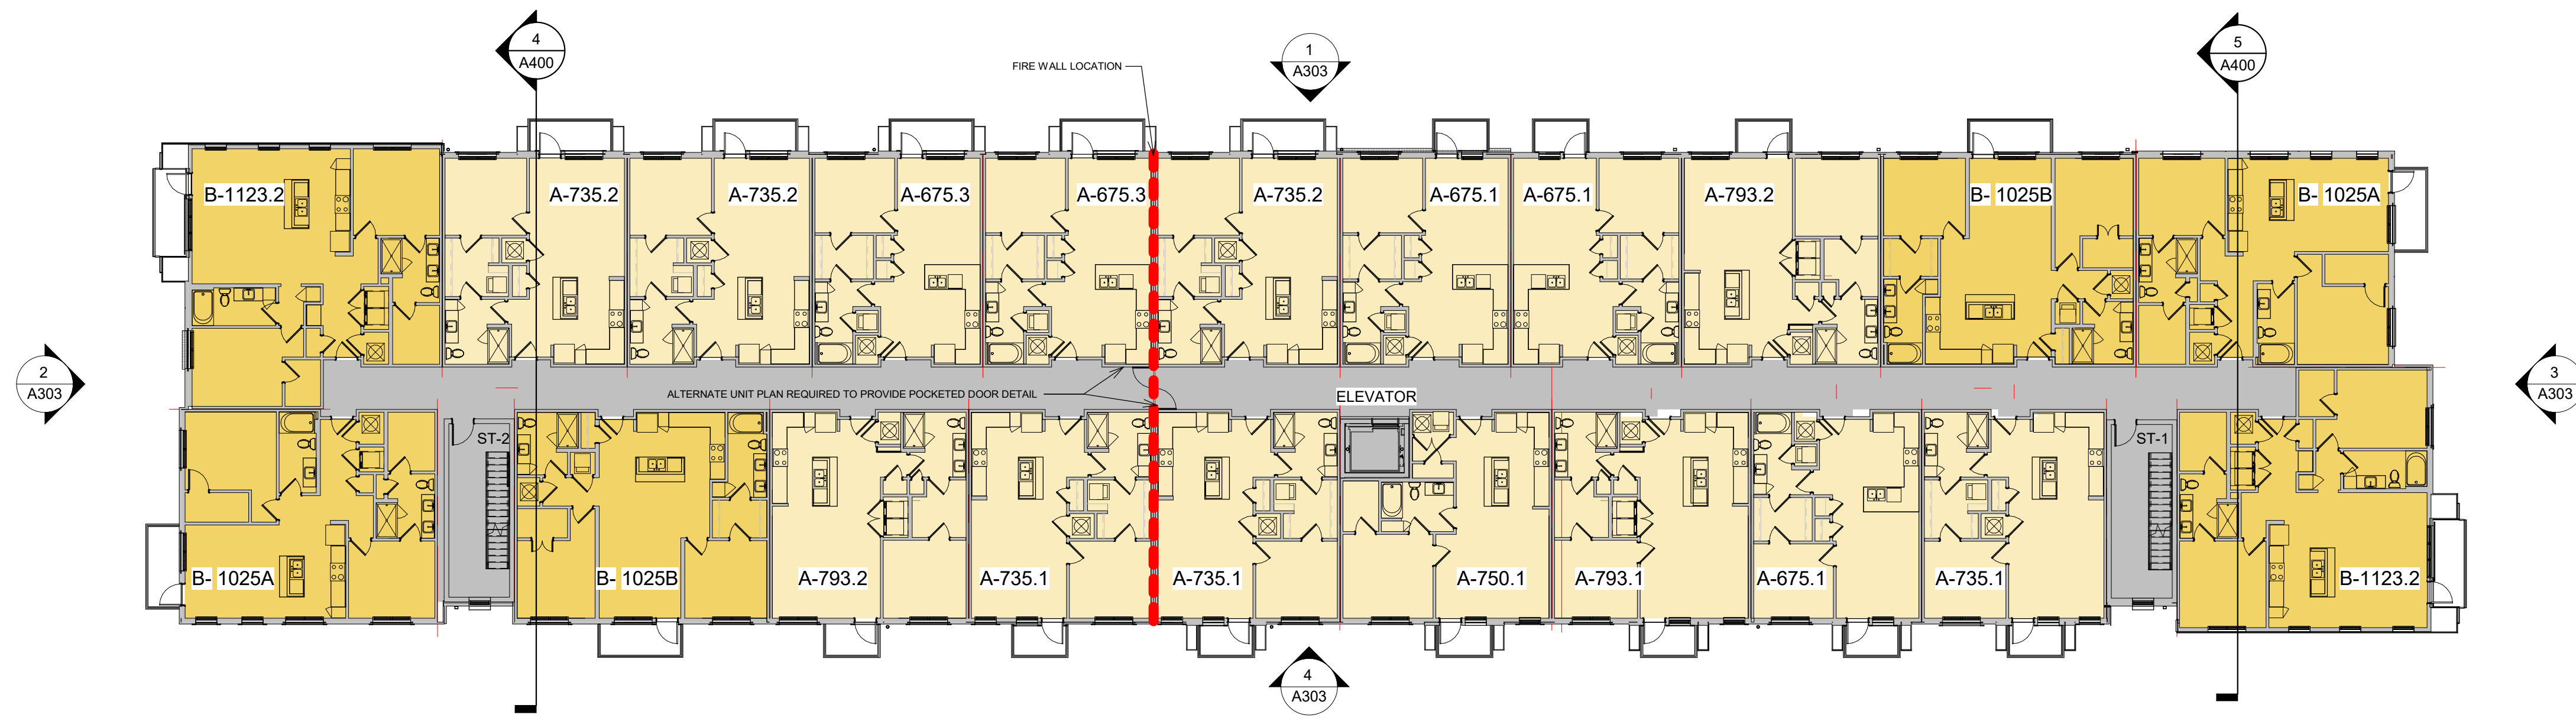 4
A400
1
A303
5
A400
FIRE WALL LOCATION
B-1123.2
A-735.2
A-735.2
A-675.3
A-675.3
A-735.2
A-675.1
A-675.1
A-793.2
B- 1025B
B- 1025A
2
A303
ALTERNATE UNIT PLAN REQUIRED TO PROVIDE POCKETED DOOR DETAIL
ELEVATOR
3
A303
ST-2
ST-1
B- 1025A
B- 1025B
A-793.2
A-735.1
A-735.1
A-750.1
A-793.1
A-675.1
A-735.1
B-1123.2
4
A303